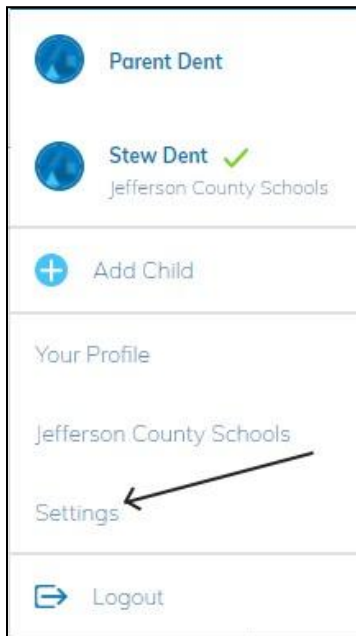 Parent Dent
Stew Dent
Jefferson County Schools
Add Child
Your Profile
Jefferson County Schools
Settings
Logout